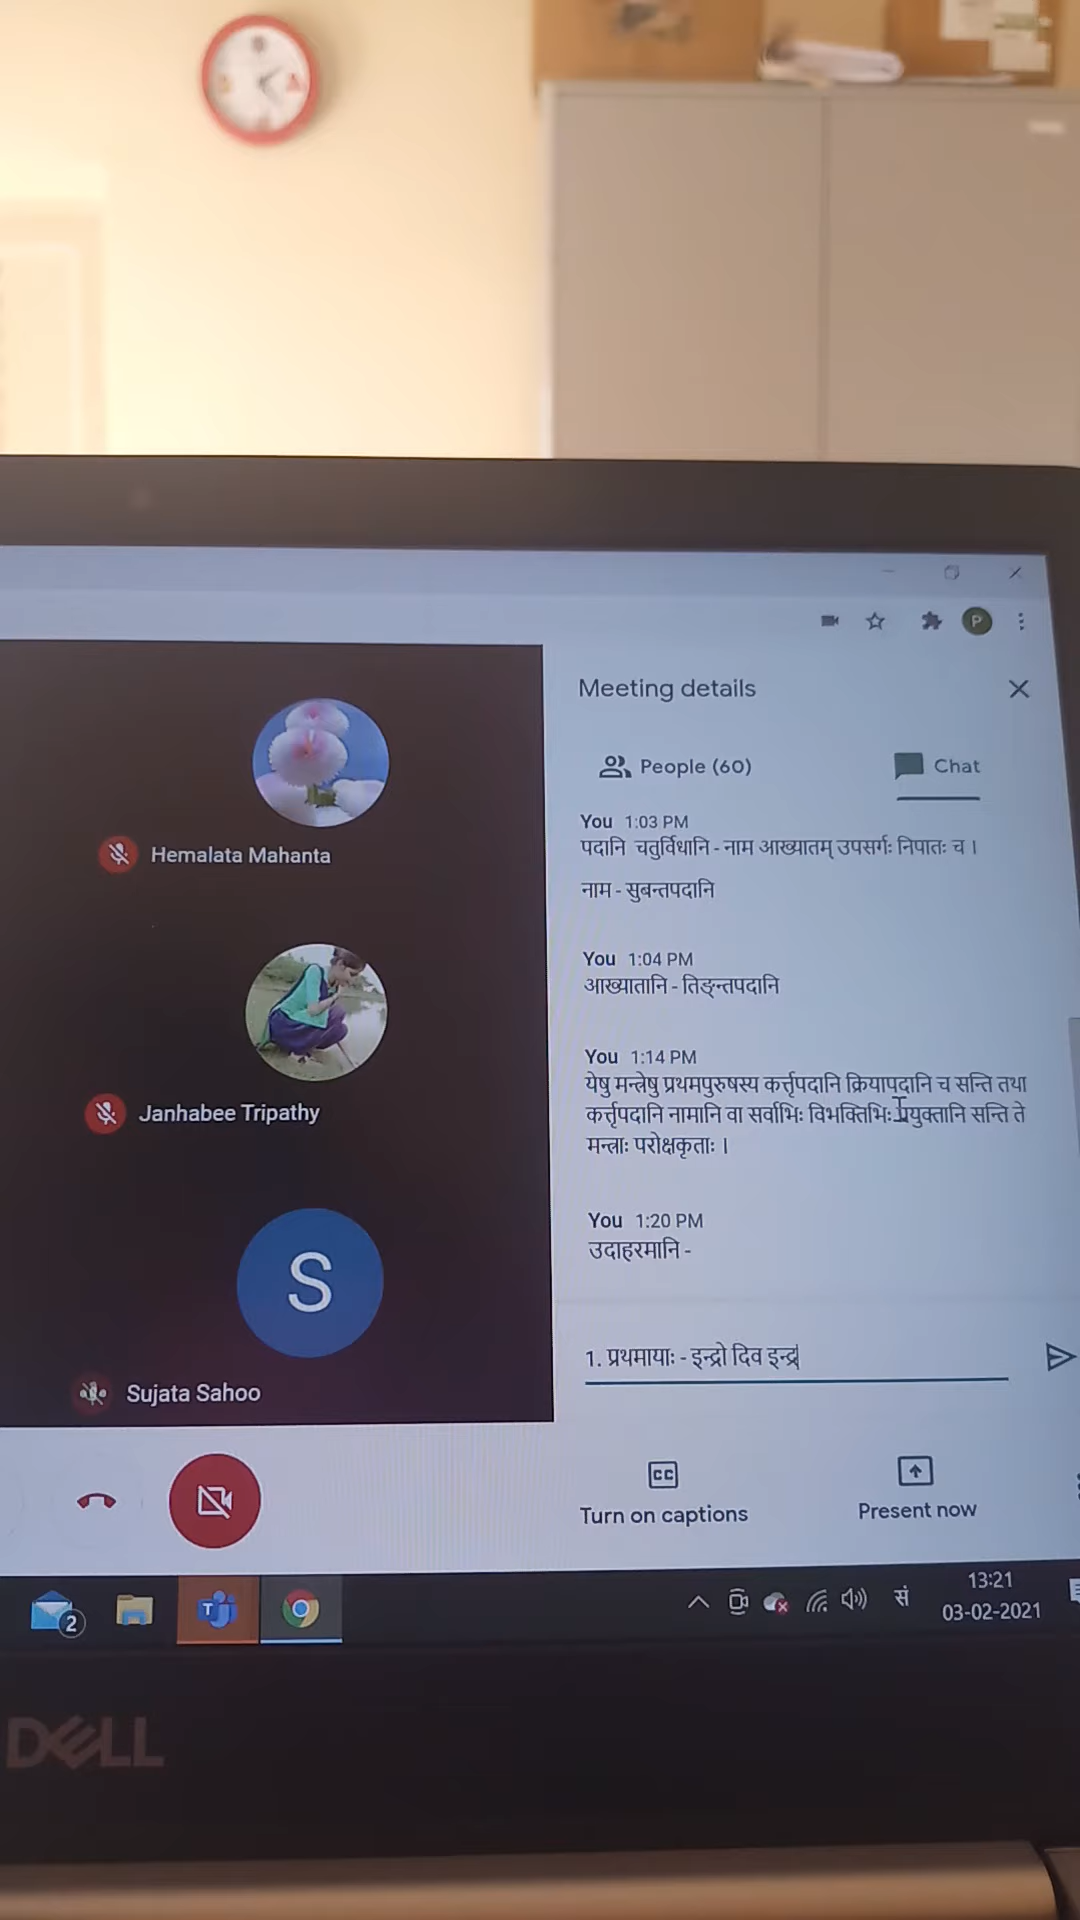 P
Meeting details
People (60)
Chat
You 1:03 PM
पदानि चतुर्विधानि - नाम आख्यातम् उपसर्गः निपातः च ।
नाम - सुबन्तपदानि
You 1:04 PM
आख्यातानि - तिङ्न्तपदानि
You 1:14 PM
येषु मन्त्रेषु प्रथमपुरुषस्य कर्त्तृपदानि क्रियापदानि च सन्ति तथा
कर्त्तृपदानि नामानि वा सर्वाभिः विभक्तिभिः प्रयुक्तानि सन्ति ते
मन्त्राः परोक्षकृताः ।
You 1:20 PM
उदाहरमानि -
1. प्रथमायाः - इन्द्रो दिव इन्द्र
Hemalata Mahanta
Janhabee Tripathy
S
Sujata Sahoo
CC
Turn on captions
Present now
2
T
सं
13:21
03-02-2021
DELL